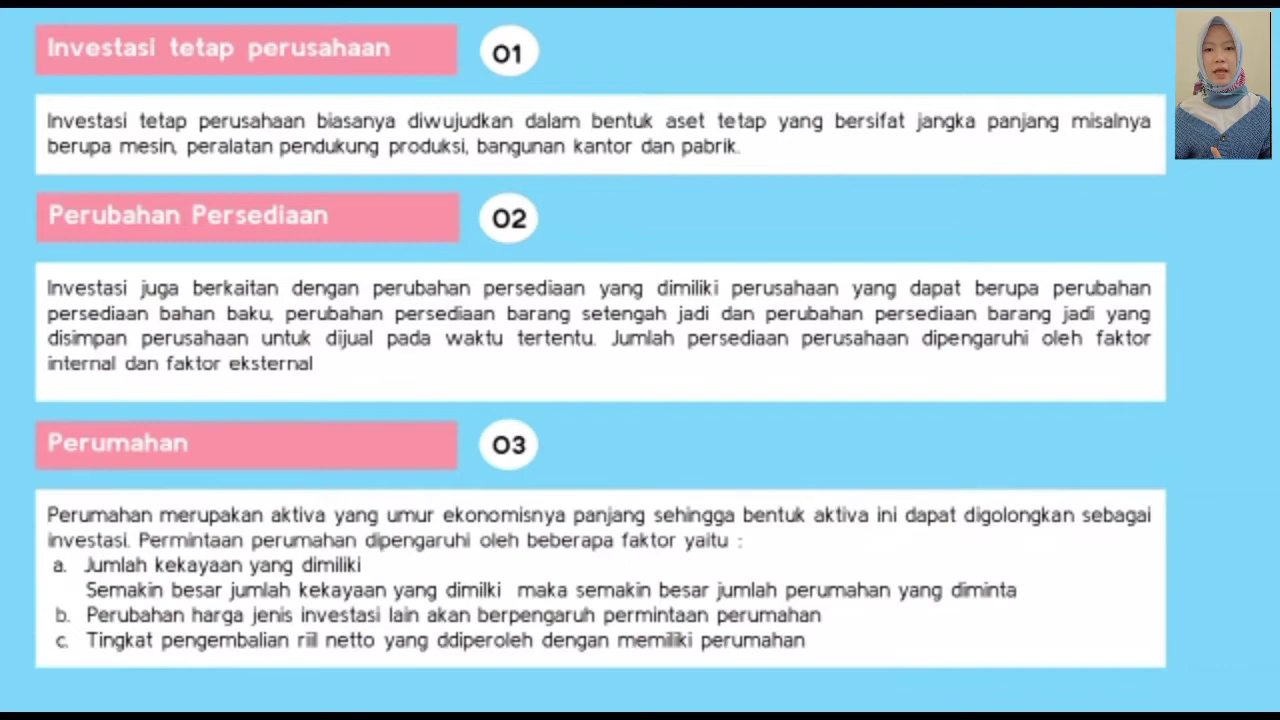 Investasi tetap perusahaan
01
Investasi tetap perusahaan biasanya diwujudkan dalam bentuk aset tetap yang bersifat jangka panjang misalnya
berupa mesin, peralatan pendukung produksi, bangunan kantor dan pabrik.
Perubahan Persediaan
02
Investasi juga berkaitan dengan perubahan persediaan yang dimiliki perusahaan yang dapat berupa perubahan
persediaan bahan baku, perubahan persediaan barang setengah jadi dan perubahan persediaan barang jadi yang
disimpan perusahaan untuk dijual pada waktu tertentu. Jumlah persediaan perusahaan dipengaruhi oleh faktor
internal dan faktor eksternal
Perumahan
03
Perumahan merupakan aktiva yang umur ekonomisnya panjang sehingga bentuk aktiva ini dapat digolongkan sebagai
investasi. Permintaan perumahan dipengaruhi oleh beberapa faktor yaitu :
a. Jumlah kekayaan yang dimiliki
Semakin besar jumlah kekayaan yang dimilki maka semakin besar jumlah perumahan yang diminta
b. Perubahan harga jenis investasi lain akan berpengaruh permintaan perumahan
c. Tingkat pengembalian riil netto yang ddiperoleh dengan memiliki perumahan